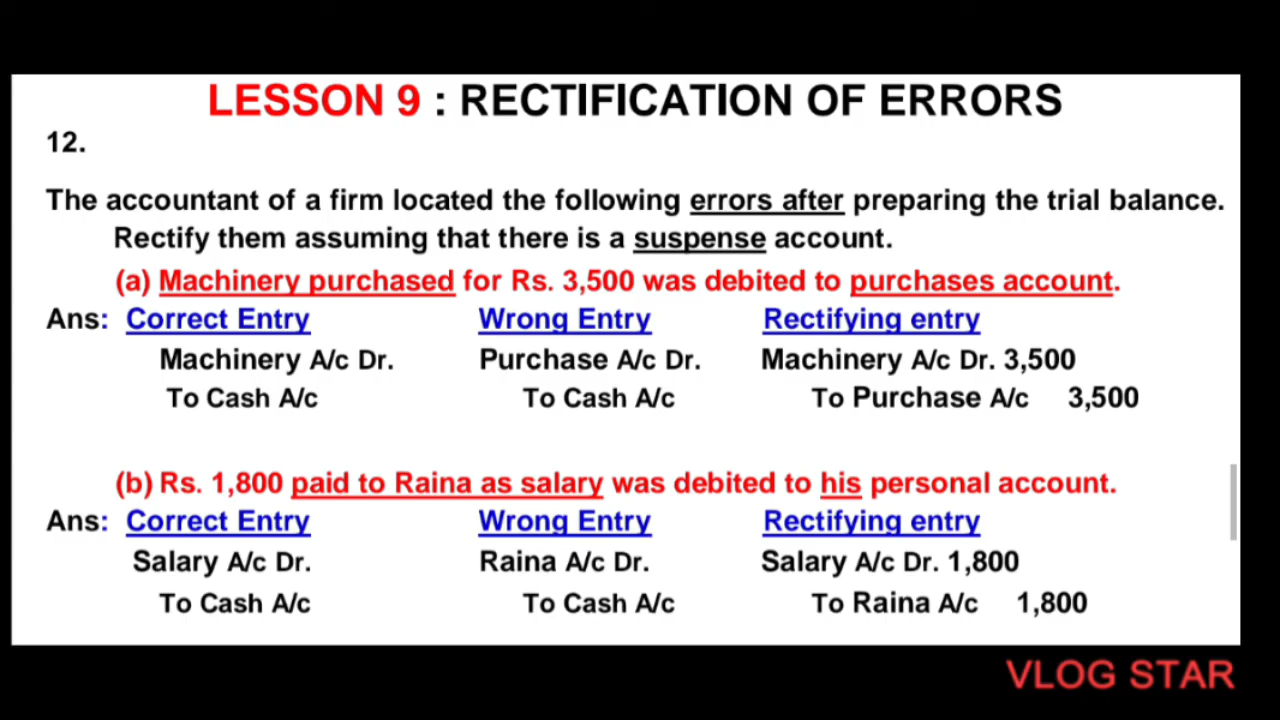 LESSON 9 : RECTIFICATION OF ERRORS
12.
The accountant of a firm located the following errors after preparing the trial balance.
Rectify them assuming that there is a suspense account.
(a) Machinery purchased for Rs. 3,500 was debited to purchases account.
Ans: Correct Entry Wrong Entry Rectifying entry
Machinery A/c Dr. Purchase A/c Dr. Machinery A/c Dr. 3,500
To Cash A/c To Cash A/c To Purchase A/c 3,500
(b) Rs. 1,800 paid to Raina as salary was debited to his personal account.
Ans: Correct Entry Wrong Entry Rectifying entry
Salary A/c Dr. Raina A/c Dr. Salary A/c Dr. 1,800
To Cash A/c To Cash A/c To Raina A/c 1,800
VLOG STAR